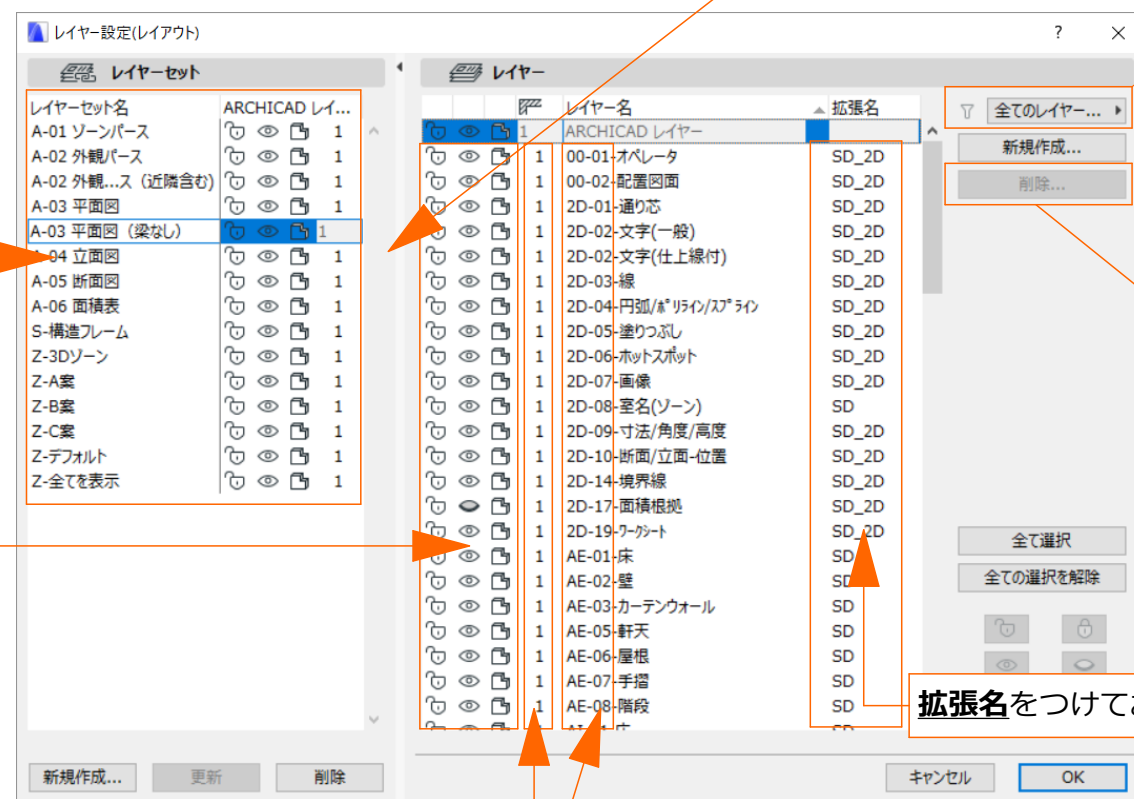 レイヤー設定(レイアウト)
? ×
レイヤーセット
レイヤー
レイヤーセット名 ARCHICAD レイ...
A-01 ゾーンパース 1
A-02 外観パース 1
A-02 外観...ス（近隣含む) 1
A-03 平面図 1
A-03 平面図（梁なし） 1
A-04 立面図 1
A-05 断面図 1
A-06 面積表 1
S-構造フレーム 1
Z-3Dゾーン 1
Z-A案 1
Z-B案 1
Z-C案 1
Z-デフォルト 1
Z-全てを表示 1
新規作成... 更新 削除
レイヤー名 拡張名
1 ARCHICAD レイヤー
1 00-01-オペレータ SD_2D
1 00-02-配置図面 SD_2D
1 2D-01-通り芯 SD_2D
1 2D-02-文字(一般) SD_2D
1 2D-02-文字(仕上線付) SD_2D
1 2D-03-線 SD_2D
1 2D-04-円弧/ﾎﾟﾘﾗｲﾝ/ｽﾌﾟﾗｲﾝ SD_2D
1 2D-05-塗りつぶし SD_2D
1 2D-06-ホットスポット SD_2D
1 2D-07-画像 SD_2D
1 2D-08-室名(ゾーン) SD
1 2D-09-寸法/角度/高度 SD_2D
1 2D-10-断面/立面-位置 SD_2D
1 2D-14-境界線 SD_2D
1 2D-17-面積根拠 SD_2D
1 2D-19-ﾜｰｸｼｰﾄ SD_2D
1 AE-01-床 SD
1 AE-02-壁 SD
1 AE-03-カーテンウォール SD
1 AE-05-軒天 SD
1 AE-06-屋根 SD
1 AE-07-手摺 SD
1 AE-08-階段 SD
全てのレイヤー...
新規作成...
削除...
全て選択
全ての選択を解除
拡張名をつけて
キャンセル OK